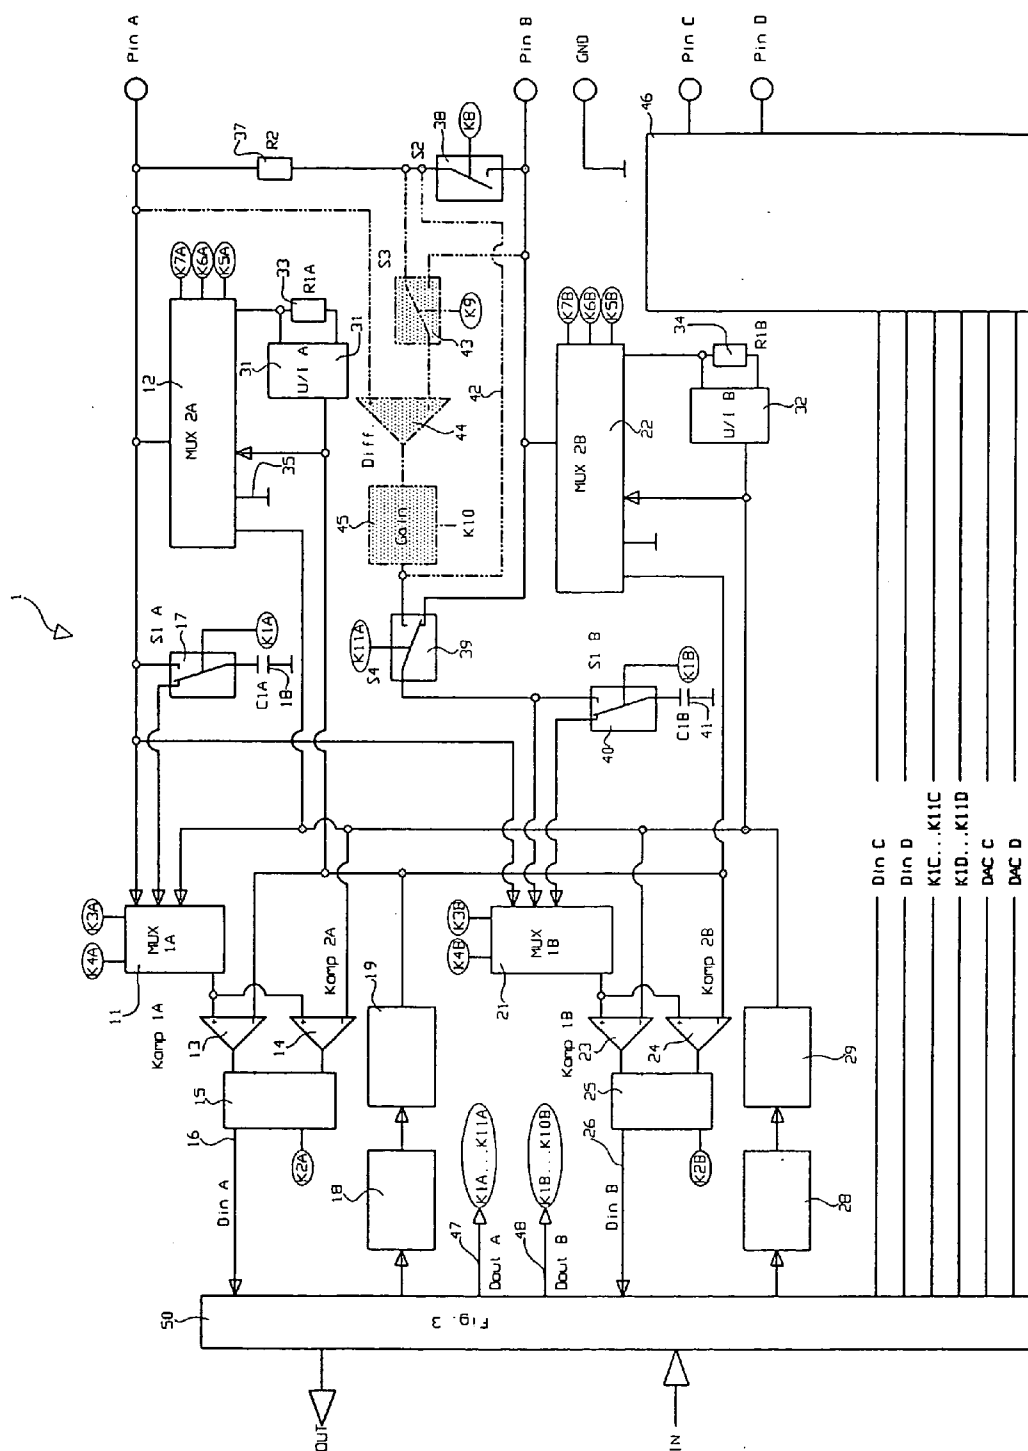 1
Pin A
Pin B
GND
Pin C
Pin D
46
37
R2
38
S2
K8
K7A
K6A
K5A
12
MUX 2A
33
R1A
31
U/I A
31
35
S3
K9
43
42
44
Diff.
45
Gain
K10
K7B
K6B
K5B
MUX 2B
22
34
R1B
U/I B
32
S1 A
17
K1A
C1A
18
K11A
S4
39
S1 B
K1B
40
C1B
41
K3A
K4A
MUX
1A
11
K3B
K4B
MUX
1B
21
Komp 1A
Komp 2A
13
14
15
16
K2A
Din A
19
18
Komp 1B
Komp 2B
23
24
25
26
K2B
Din B
29
28
K1A...K11A
47
Dout A
K1B...K10B
48
Dout B
Din C
Din D
K1C...K11C
K1D...K11D
DAC C
DAC D
50
Fig. 3
OUT
IN